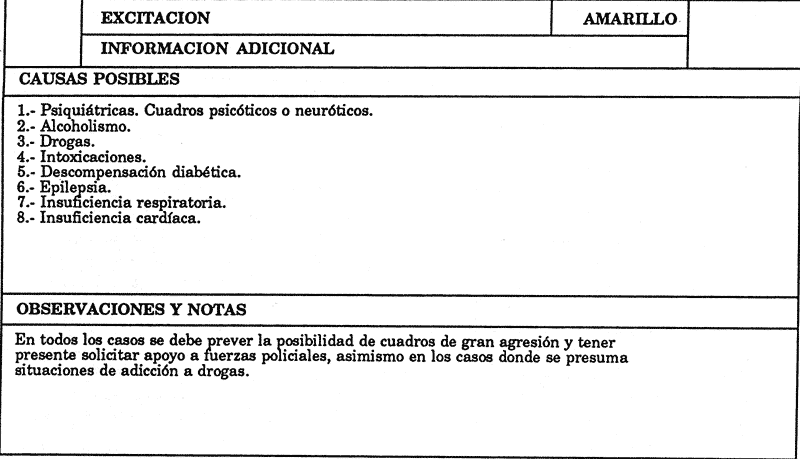 EXCITACION
AMARILLO
INFORMACION ADICIONAL
CAUSAS POSIBLES
1.- Psiquiátricas. Cuadros psicóticos o neuróticos.
2.- Alcoholismo.
3.- Drogas.
4.- Intoxicaciones.
5.- Descompensación diabética.
6.- Epilepsia.
7.- Insuficiencia respiratoria.
8.- Insuficiencia cardíaca.
OBSERVACIONES Y NOTAS
En todos los casos se debe prever la posibilidad de cuadros de gran agresión y tener
presente solicitar apoyo a fuerzas policiales, asimismo en los casos donde se presuma
situaciones de adicción a drogas.